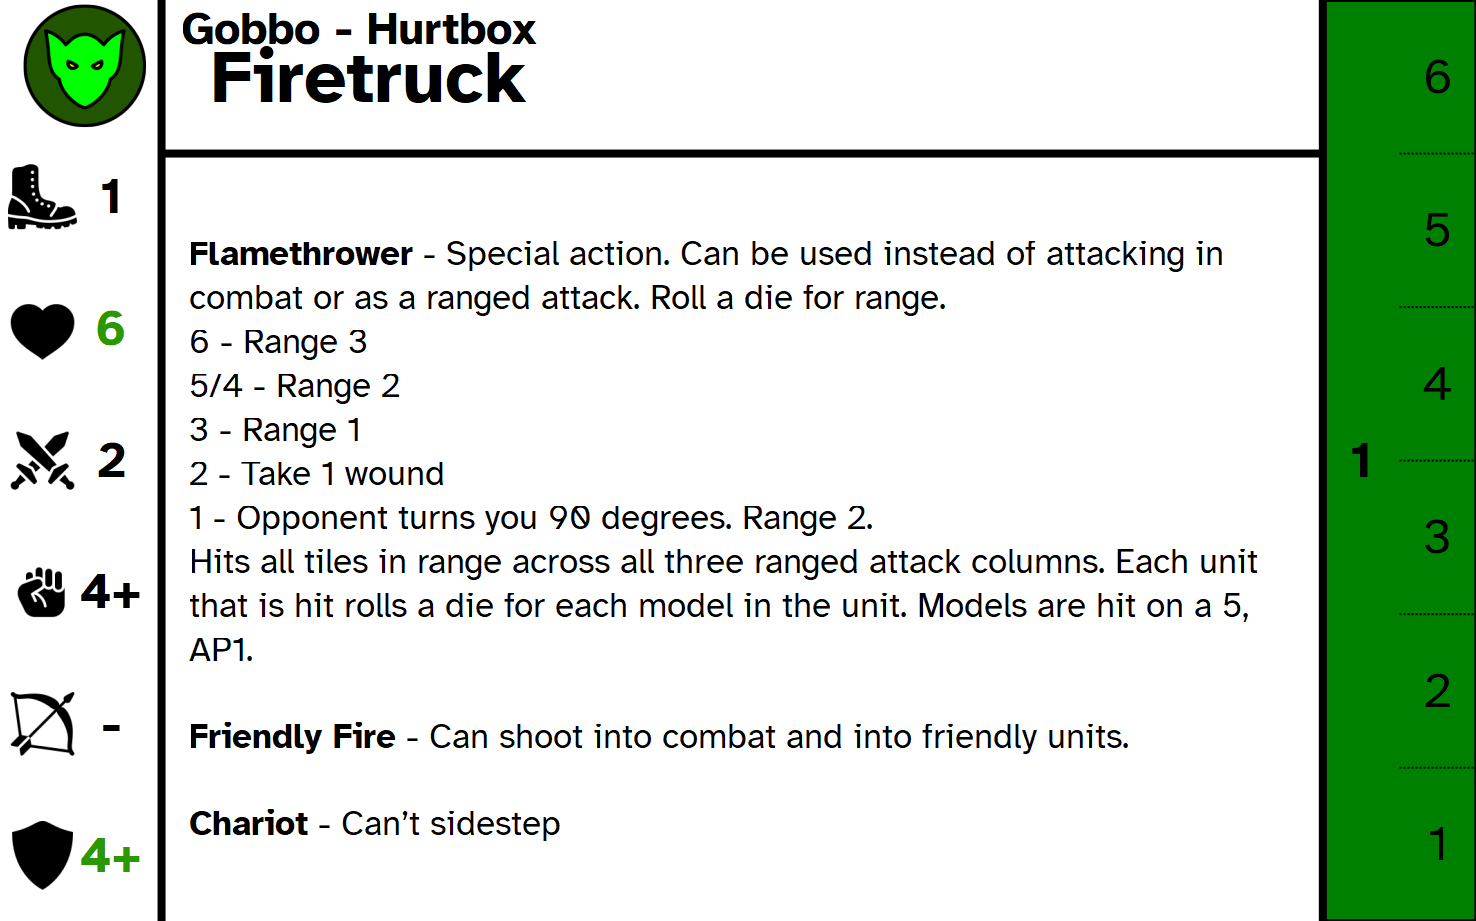 Gobbo - Hurtbox
Firetruck
1
6
2
4+
-
4+
Flamethrower - Special action. Can be used instead of attacking in
combat or as a ranged attack. Roll a die for range.
6 - Range 3
5/4 - Range 2
3 - Range 1
2 - Take 1 wound
1 - Opponent turns you 90 degrees. Range 2.
Hits all tiles in range across all three ranged attack columns. Each unit
that is hit rolls a die for each model in the unit. Models are hit on a 5,
AP1.
Friendly Fire - Can shoot into combat and into friendly units.
Chariot - Can’t sidestep
1
6
5
4
3
2
1